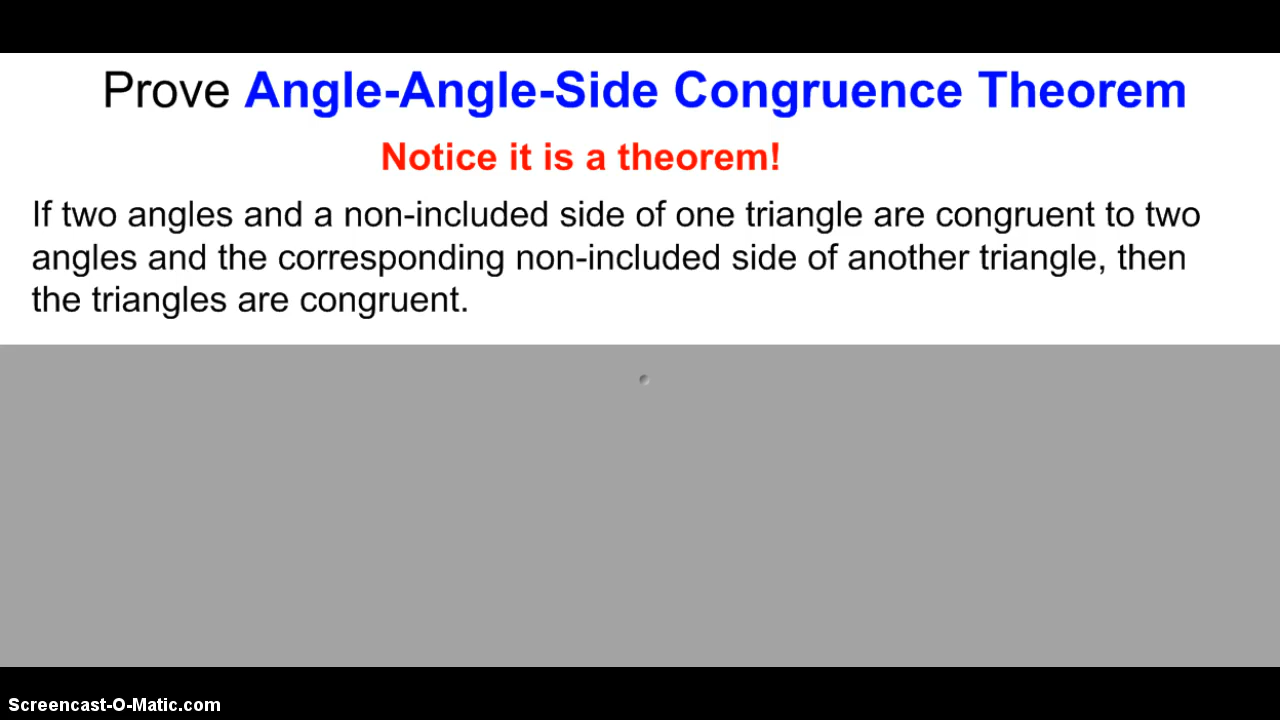 Prove Angle-Angle-Side Congruence Theorem
Notice it is a theorem!
If two angles and a non-included side of one triangle are congruent to two
angles and the corresponding non-included side of another triangle, then
the triangles are congruent.
Screencast-O-Matic.com